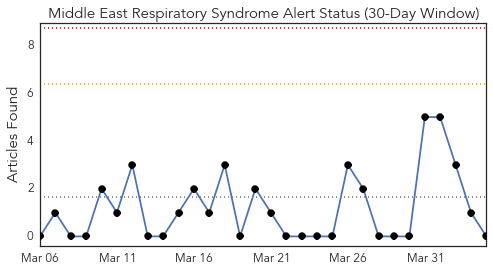 Middle East Respiratory Syndrome Alert Status (30-Day Window)
Articles Found
8
6
4
2
0
Mar 06 Mar 11 Mar 16 Mar 21 Mar 26 Mar 31